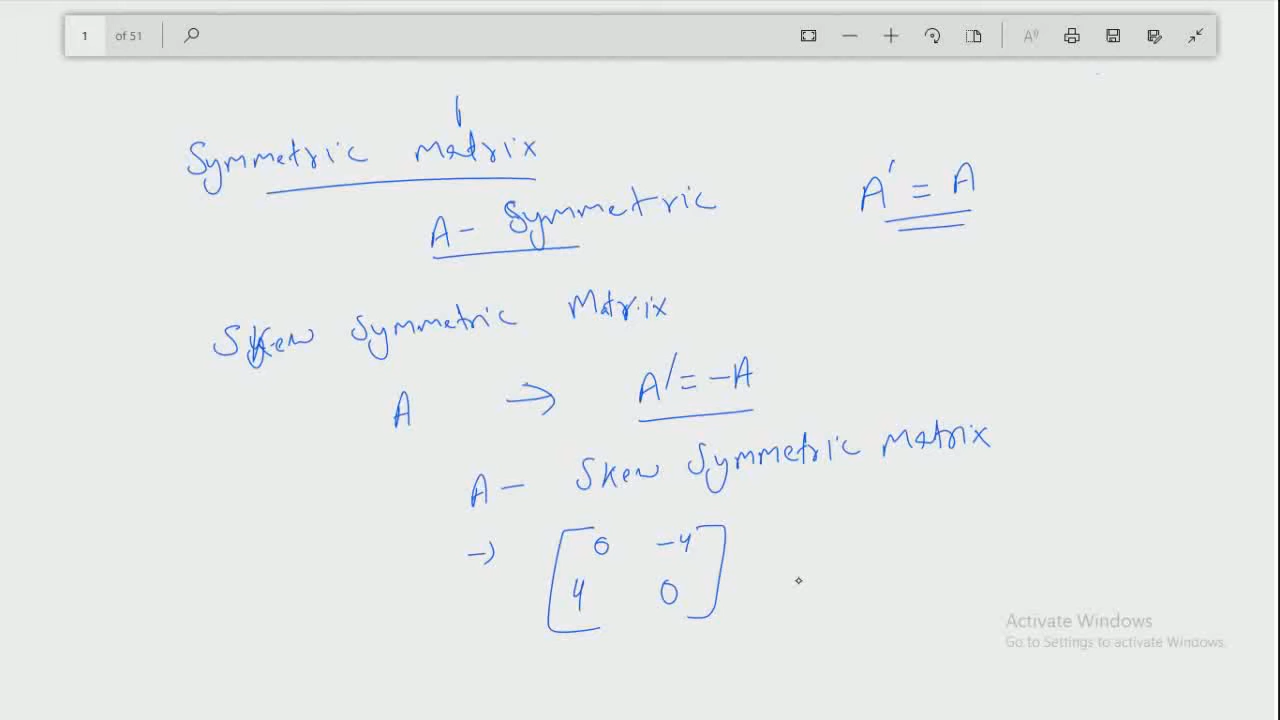 1 of 51
Symmetric Matrix
A - Symmetric
A' = A
Skew Symmetric Matrix
A → A' = -A
A - Skew Symmetric Matrix
→ [ 0 -4
4 0 ]
Activate Windows
Go to Settings to activate Windows.